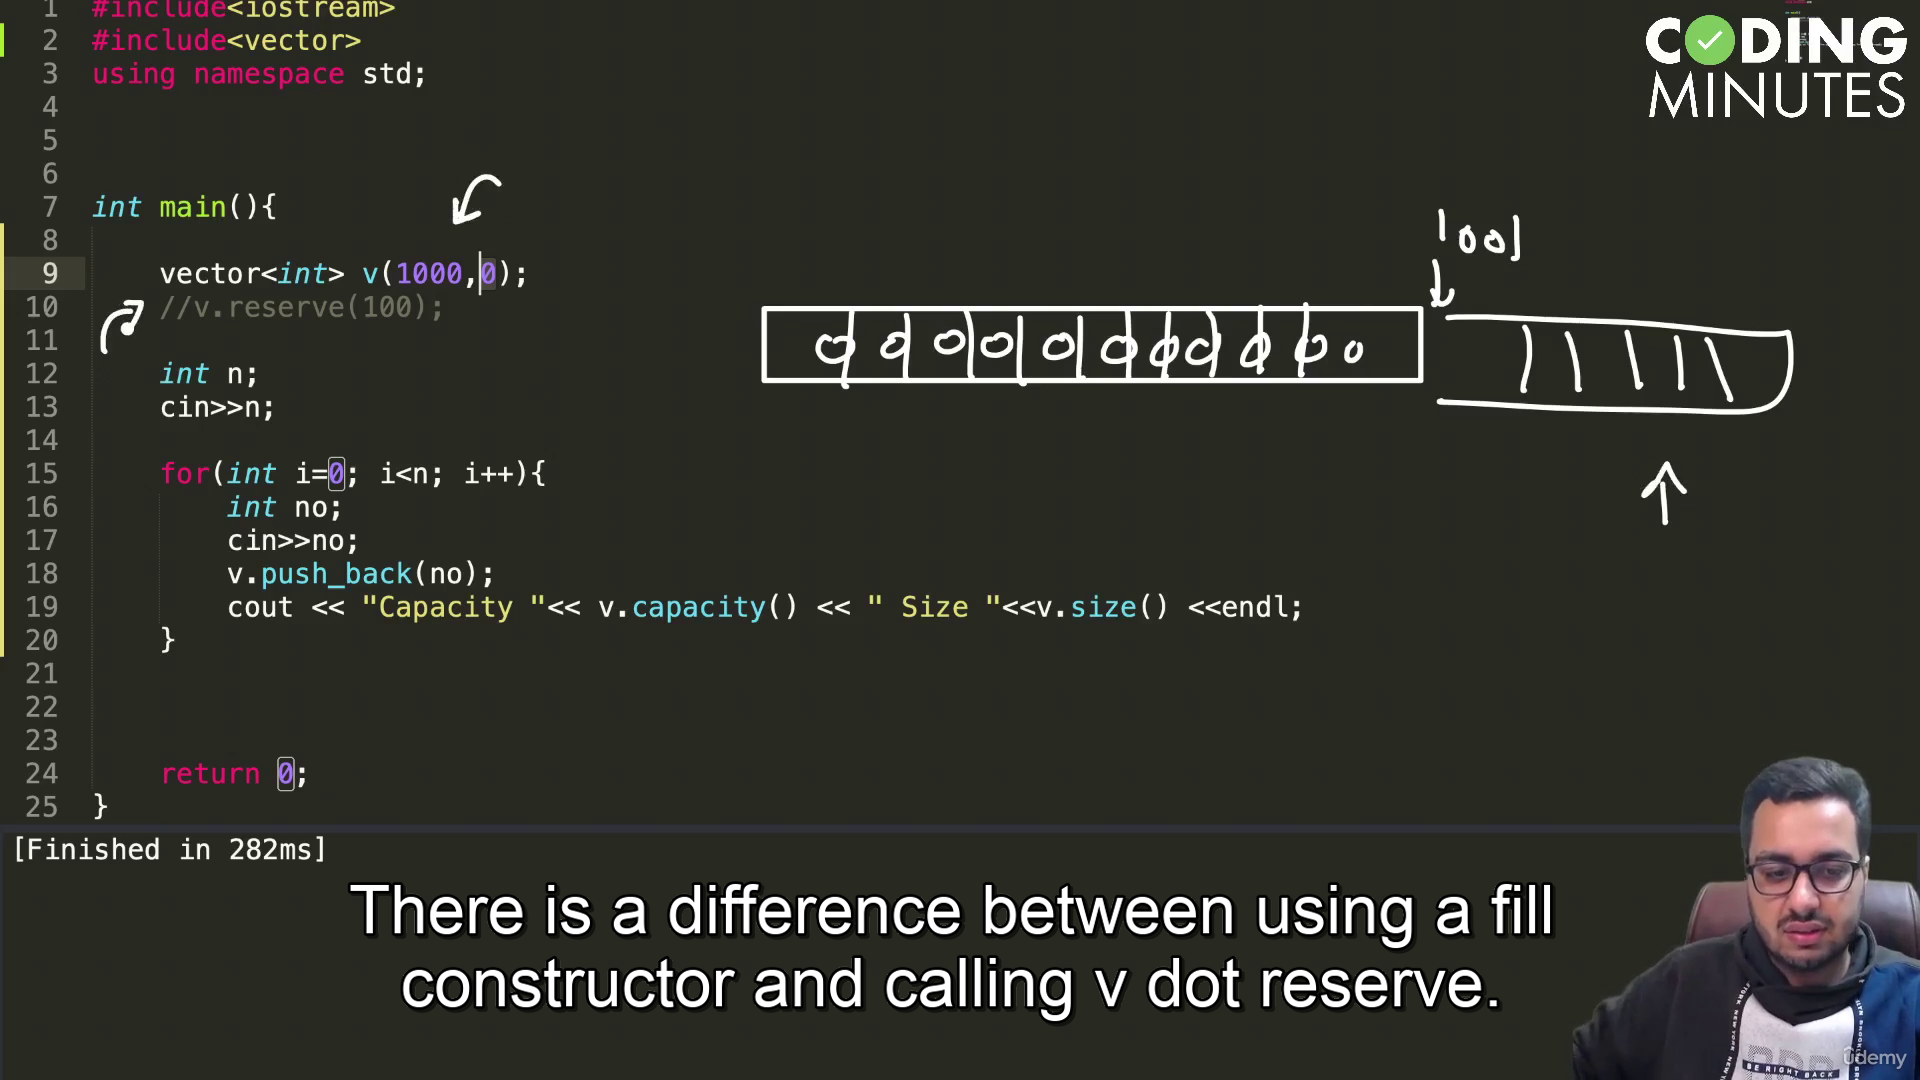 1 #include<iostream>
2 #include<vector>
3 using namespace std;
4
5
6
7 int main(){
8
9 vector<int> v(1000,0);
10 //v.reserve(100);
11
12 int n;
13 cin>>n;
14
15 for(int i=0; i<n; i++){
16 int no;
17 cin>>no;
18 v.push_back(no);
19 cout << "Capacity "<< v.capacity() << " Size "<<v.size() <<endl;
20 }
21
22
23
24 return 0;
25 }
CODING
MINUTES
1001
0 0 0 0 0 0 0 0 0 0 0
[Finished in 282ms]
There is a difference between using a fill
constructor and calling v dot reserve.
BE RIGHT BACK
ûdemy